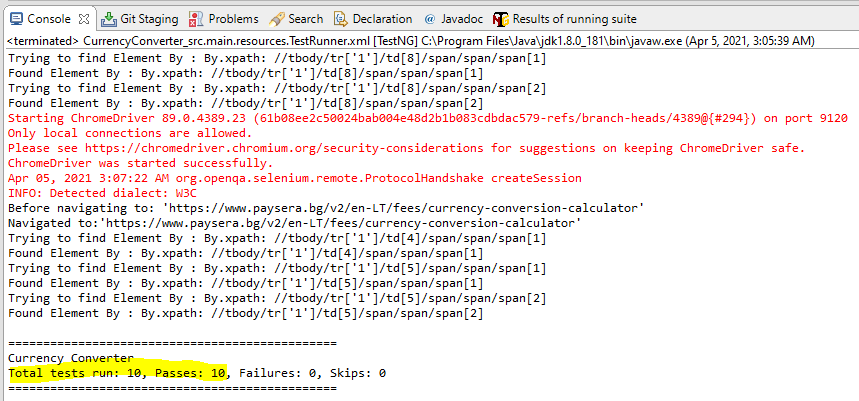 Console Git Staging Problems Search Declaration Javadoc Results of running suite
<terminated> CurrencyConverter_src.main.resources.TestRunner.xml [TestNG] C:\Program Files\Java\jdk1.8.0_181\bin\javaw.exe (Apr 5, 2021, 3:05:39 AM)
Trying to find Element By : By.xpath: //tbody/tr['1']/td[8]/span/span/span[1]
Found Element By : By.xpath: //tbody/tr['1']/td[8]/span/span/span[1]
Trying to find Element By : By.xpath: //tbody/tr['1']/td[8]/span/span/span[2]
Found Element By : By.xpath: //tbody/tr['1']/td[8]/span/span/span[2]
Starting ChromeDriver 89.0.4389.23 (61b08ee2c50024bab004e48d2b1b083cdbdac579-refs/branch-heads/4389@{#294}) on port 9120
Only local connections are allowed.
Please see https://chromedriver.chromium.org/security-considerations for suggestions on keeping ChromeDriver safe.
ChromeDriver was started successfully.
Apr 05, 2021 3:07:22 AM org.openqa.selenium.remote.ProtocolHandshake createSession
INFO: Detected dialect: W3C
Before navigating to: 'https://www.paysera.bg/v2/en-LT/fees/currency-conversion-calculator'
Navigated to:'https://www.paysera.bg/v2/en-LT/fees/currency-conversion-calculator'
Trying to find Element By : By.xpath: //tbody/tr['1']/td[4]/span/span/span[1]
Found Element By : By.xpath: //tbody/tr['1']/td[4]/span/span/span[1]
Trying to find Element By : By.xpath: //tbody/tr['1']/td[5]/span/span/span[1]
Found Element By : By.xpath: //tbody/tr['1']/td[5]/span/span/span[1]
Trying to find Element By : By.xpath: //tbody/tr['1']/td[5]/span/span/span[2]
Found Element By : By.xpath: //tbody/tr['1']/td[5]/span/span/span[2]
===============================================
Currency Converter
Total tests run: 10, Passes: 10, Failures: 0, Skips: 0
===============================================